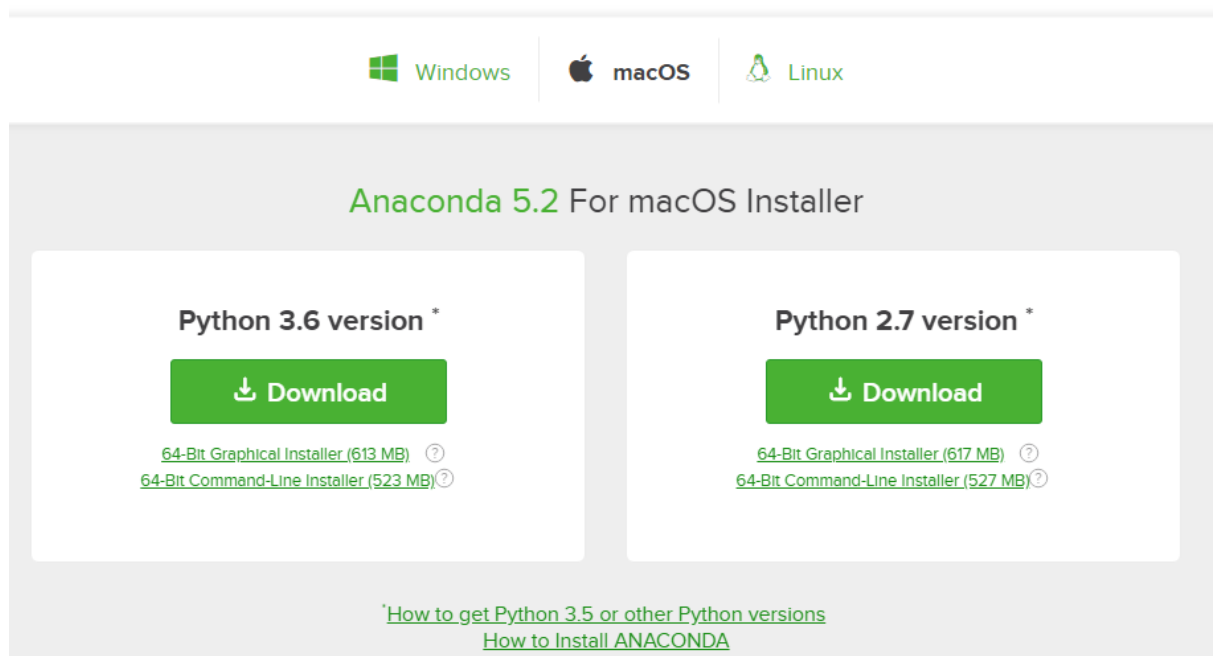 Windows macOS Linux
Anaconda 5.2 For macOS Installer
Python 3.6 version *
Download
64-Bit Graphical Installer (613 MB) ?
64-Bit Command-Line Installer (523 MB) ?
Python 2.7 version *
Download
64-Bit Graphical Installer (617 MB) ?
64-Bit Command-Line Installer (527 MB) ?
*How to get Python 3.5 or other Python versions
How to Install ANACONDA